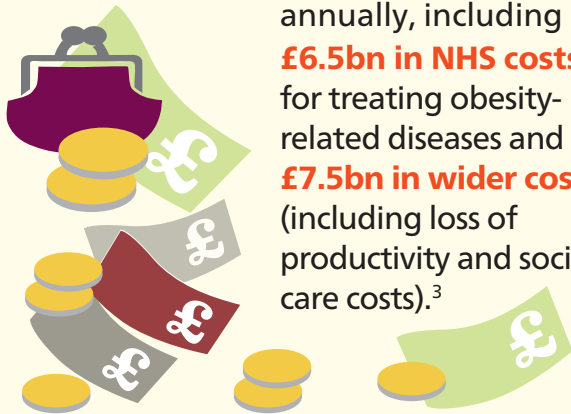 annually, including
£6.5bn in NHS costs
for treating obesity-
related diseases and
£7.5bn in wider cos
(including loss of
productivity and soci
care costs).³
£
£
£
£
£